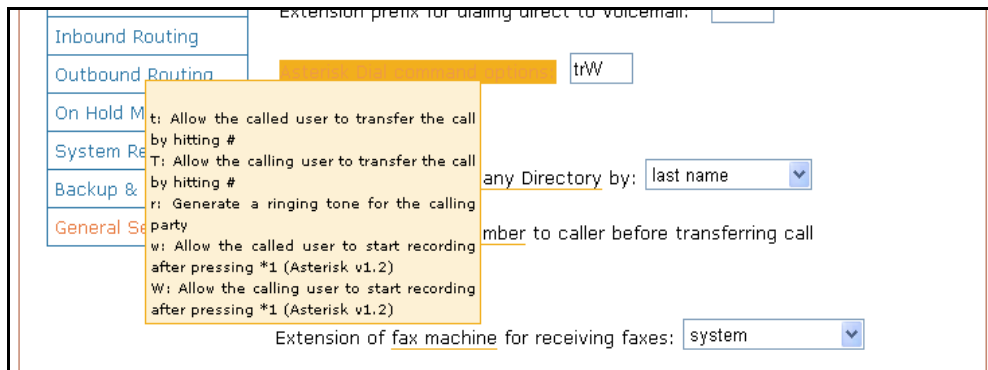 Extension prefix for dialing direct to voicemail:
Inbound Routing
Outbound Routing
Asterisk Dial command options:
trW
On Hold M
t: Allow the called user to transfer the call
by hitting #
System Re
T: Allow the calling user to transfer the call
by hitting #
any Directory by:
last name
Backup &
r: Generate a ringing tone for the calling
party
General Se
mber to caller before transferring call
w: Allow the called user to start recording
after pressing *1 (Asterisk v1.2)
W: Allow the calling user to start recording
after pressing *1 (Asterisk v1.2)
Extension of fax machine for receiving faxes:
system